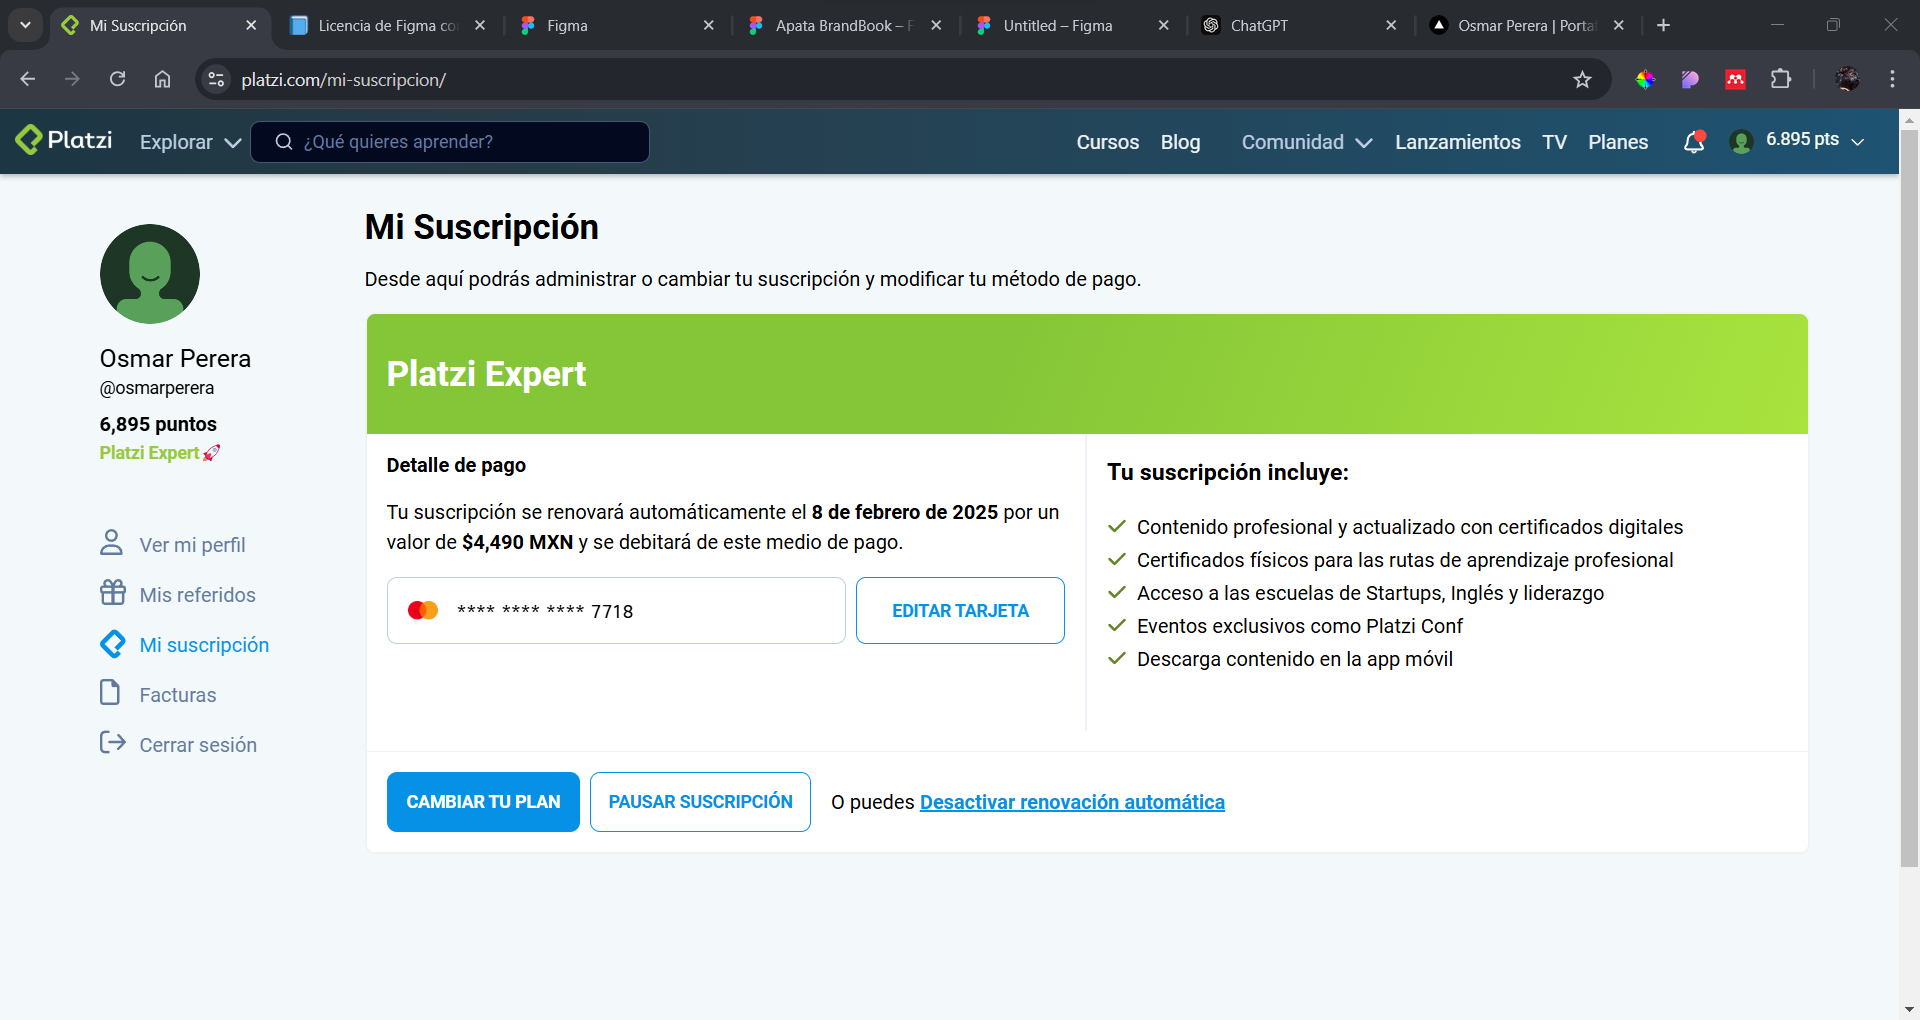 Mi Suscripción
Licencia de Figma co
Figma
Apata BrandBook – F
Untitled – Figma
ChatGPT
Osmar Perera | Porta
platzi.com/mi-suscripcion/
Platzi
Explorar
¿Qué quieres aprender?
Cursos
Blog
Comunidad
Lanzamientos
TV
Planes
6.895 pts
Osmar Perera
@osmarperera
6,895 puntos
Platzi Expert🚀
Ver mi perfil
Mis referidos
Mi suscripción
Facturas
Cerrar sesión
Mi Suscripción
Desde aquí podrás administrar o cambiar tu suscripción y modificar tu método de pago.
Platzi Expert
Detalle de pago
Tu suscripción se renovará automáticamente el 8 de febrero de 2025 por un
valor de $4,490 MXN y se debitará de este medio de pago.
**** **** **** 7718
EDITAR TARJETA
Tu suscripción incluye:
Contenido profesional y actualizado con certificados digitales
Certificados físicos para las rutas de aprendizaje profesional
Acceso a las escuelas de Startups, Inglés y liderazgo
Eventos exclusivos como Platzi Conf
Descarga contenido en la app móvil
CAMBIAR TU PLAN
PAUSAR SUSCRIPCIÓN
O puedes Desactivar renovación automática